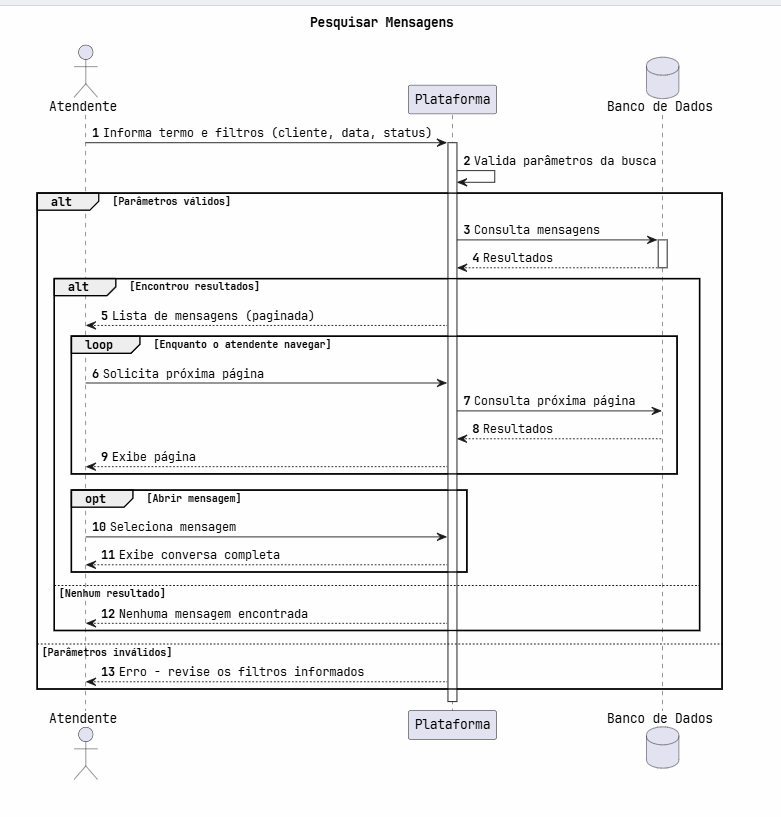 Pesquisar Mensagens
Atendente
Plataforma
Banco de Dados
1 Informa termo e filtros (cliente, data, status)
2 Valida parâmetros da busca
alt [Parâmetros válidos]
3 Consulta mensagens
4 Resultados
alt [Encontrou resultados]
5 Lista de mensagens (paginada)
loop [Enquanto o atendente navegar]
6 Solicita próxima página
7 Consulta próxima página
8 Resultados
9 Exibe página
opt [Abrir mensagem]
10 Seleciona mensagem
11 Exibe conversa completa
[Nenhum resultado]
12 Nenhuma mensagem encontrada
[Parâmetros inválidos]
13 Erro - revise os filtros informados
Atendente
Plataforma
Banco de Dados